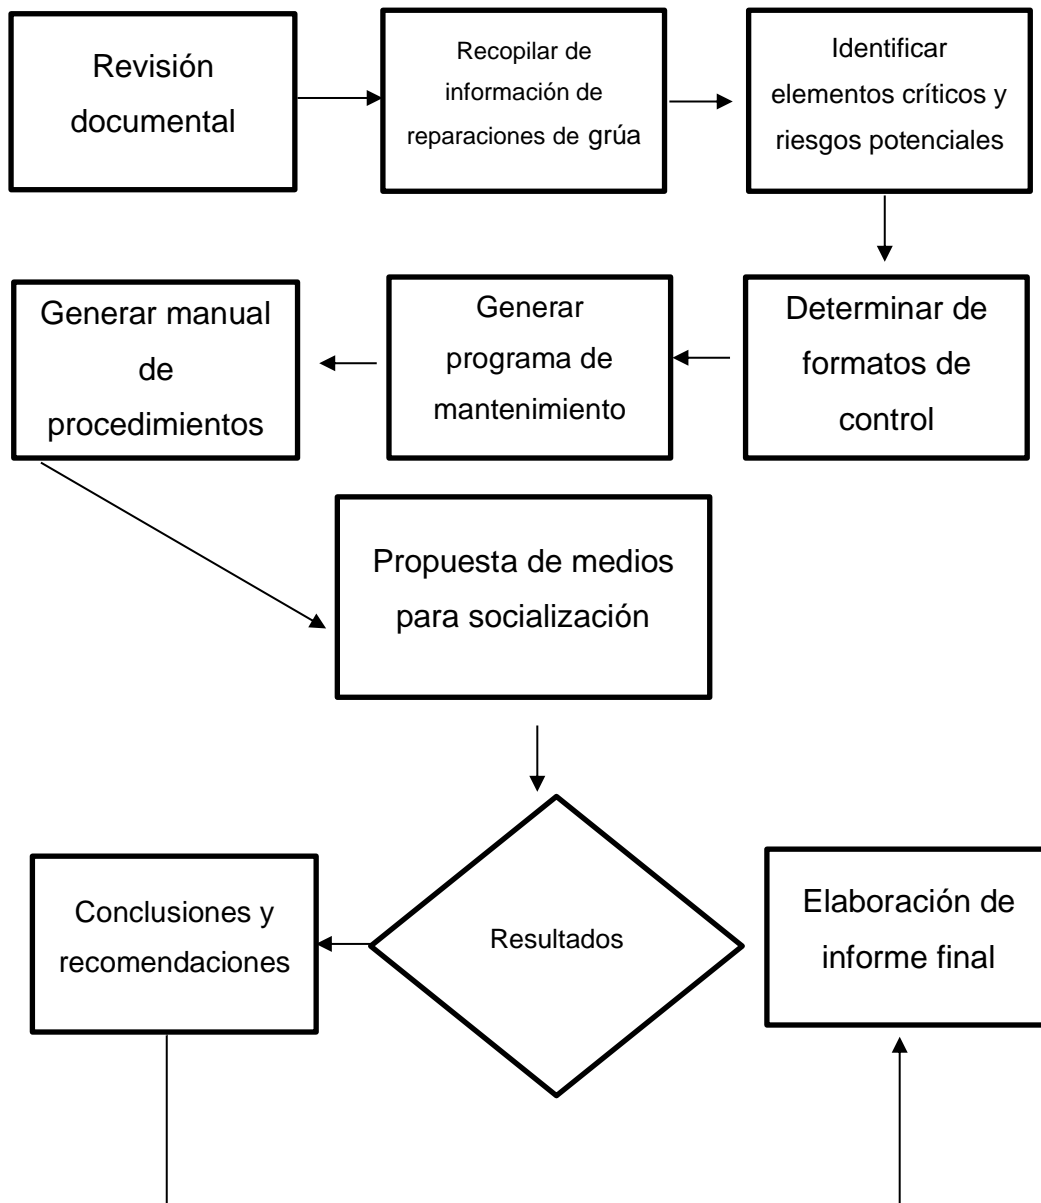 Revisión
documental
Recopilar de
información de
reparaciones de grúa
Identificar
elementos críticos y
riesgos potenciales
Generar manual
de
procedimientos
Generar
programa de
mantenimiento
Determinar de
formatos de
control
Propuesta de medios
para socialización
Conclusiones y
recomendaciones
Resultados
Elaboración de
informe final